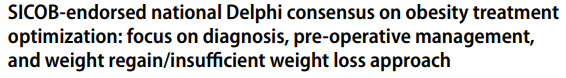 SICOB-endorsed national Delphi consensus on obesity treatment
optimization: focus on diagnosis, pre-operative management,
and weight regain/insufficient weight loss approach